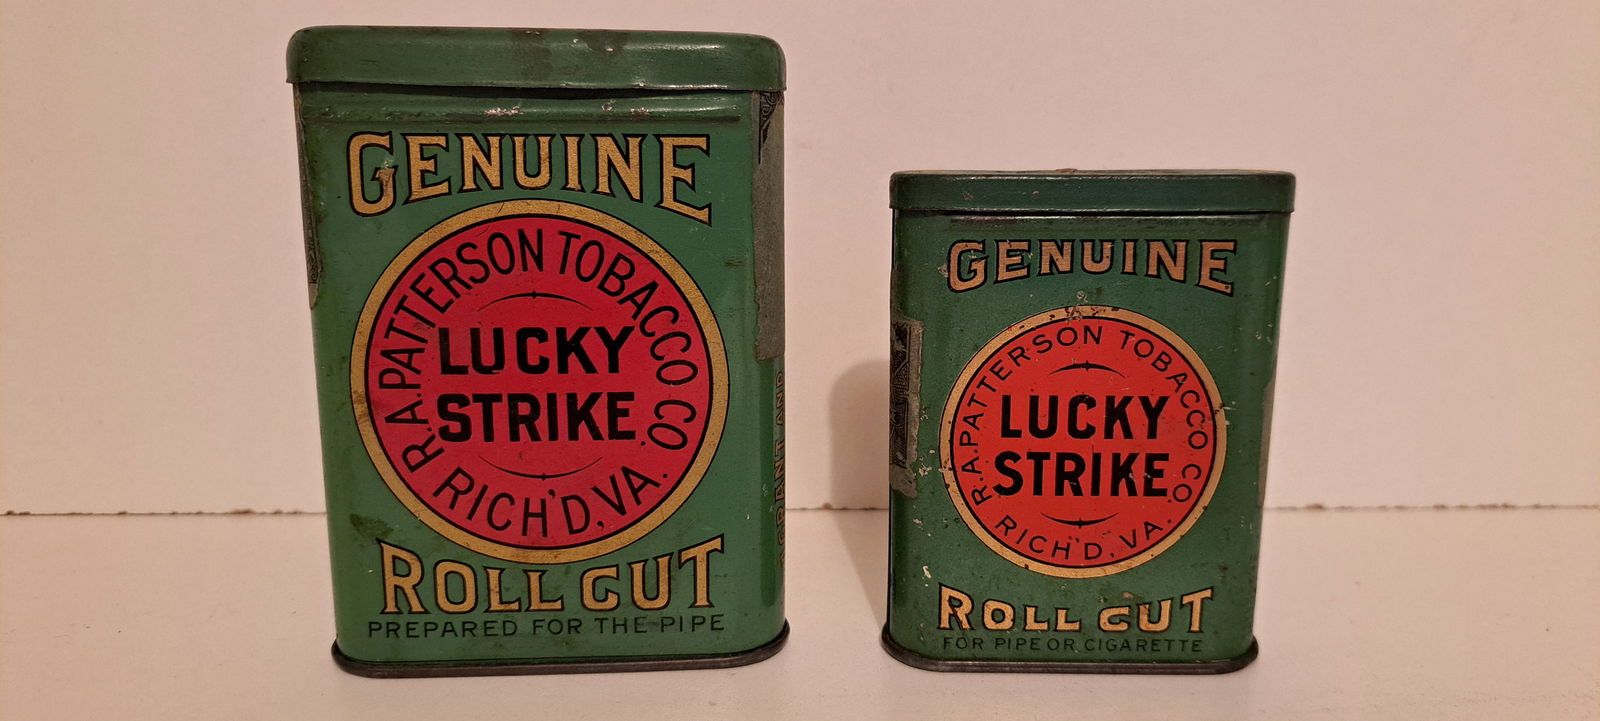 GENUINE
R.A. PATTERSON TOBACCO CO.
LUCKY
STRIKE
RICH'D, VA.
ROLL CUT
PREPARED FOR THE PIPE
AND
GENUINE
R.A. PATTERSON TOBACCO CO.
LUCKY
STRIKE
RICH'D, VA.
ROLL CUT
FOR PIPE OR CIGARETTE